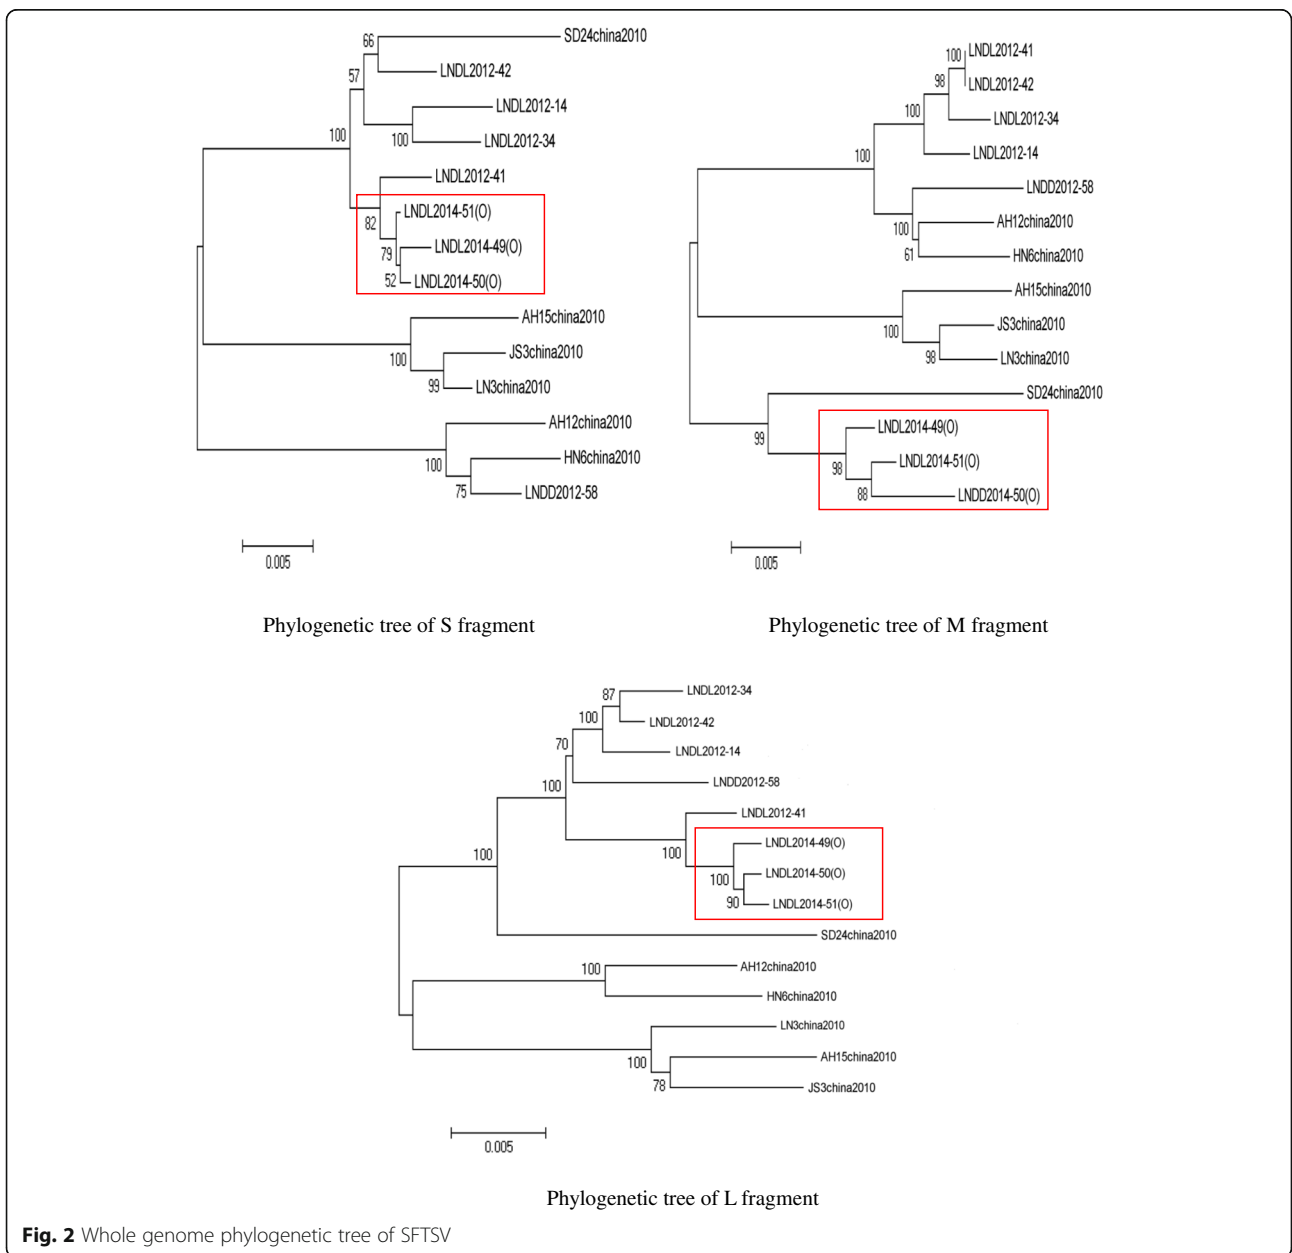 66
SD24china2010
57
LNDL2012-42
LNDL2012-14
100
100
LNDL2012-34
LNDL2012-41
LNDL2014-51(O)
82
79
LNDL2014-49(O)
52
LNDL2014-50(O)
AH15china2010
100
JS3china2010
99
LN3china2010
AH12china2010
100
HN6china2010
75
LNDD2012-58
0.005
Phylogenetic tree of S fragment
100
LNDL2012-41
98
LNDL2012-42
100
LNDL2012-34
100
LNDL2012-14
LNDD2012-58
100
AH12china2010
61
HN6china2010
AH15china2010
100
JS3china2010
98
LN3china2010
SD24china2010
99
LNDL2014-49(O)
98
LNDL2014-51(O)
88
LNDD2014-50(O)
0.005
Phylogenetic tree of M fragment
87
LNDL2012-34
100
LNDL2012-42
70
LNDL2012-14
100
LNDD2012-58
LNDL2012-41
100
100
LNDL2014-49(O)
100
LNDL2014-50(O)
90
LNDL2014-51(O)
SD24china2010
100
AH12china2010
HN6china2010
LN3china2010
100
AH15china2010
78
JS3china2010
0.005
Phylogenetic tree of L fragment
Fig. 2 Whole genome phylogenetic tree of SFTSV